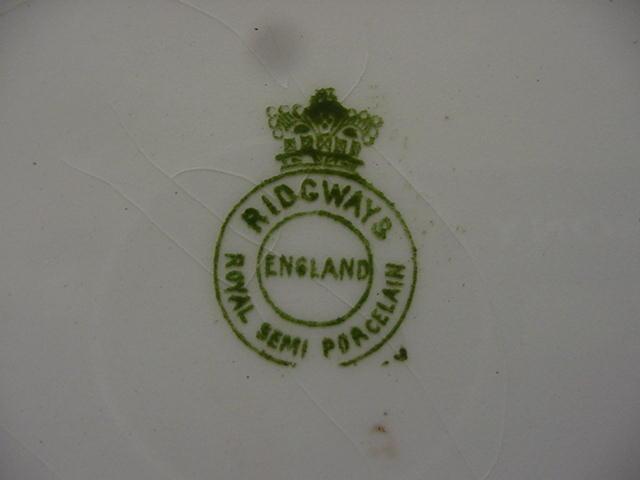 RIDGWAYS
ENGLAND
ROYAL SEMI PORCELAIN